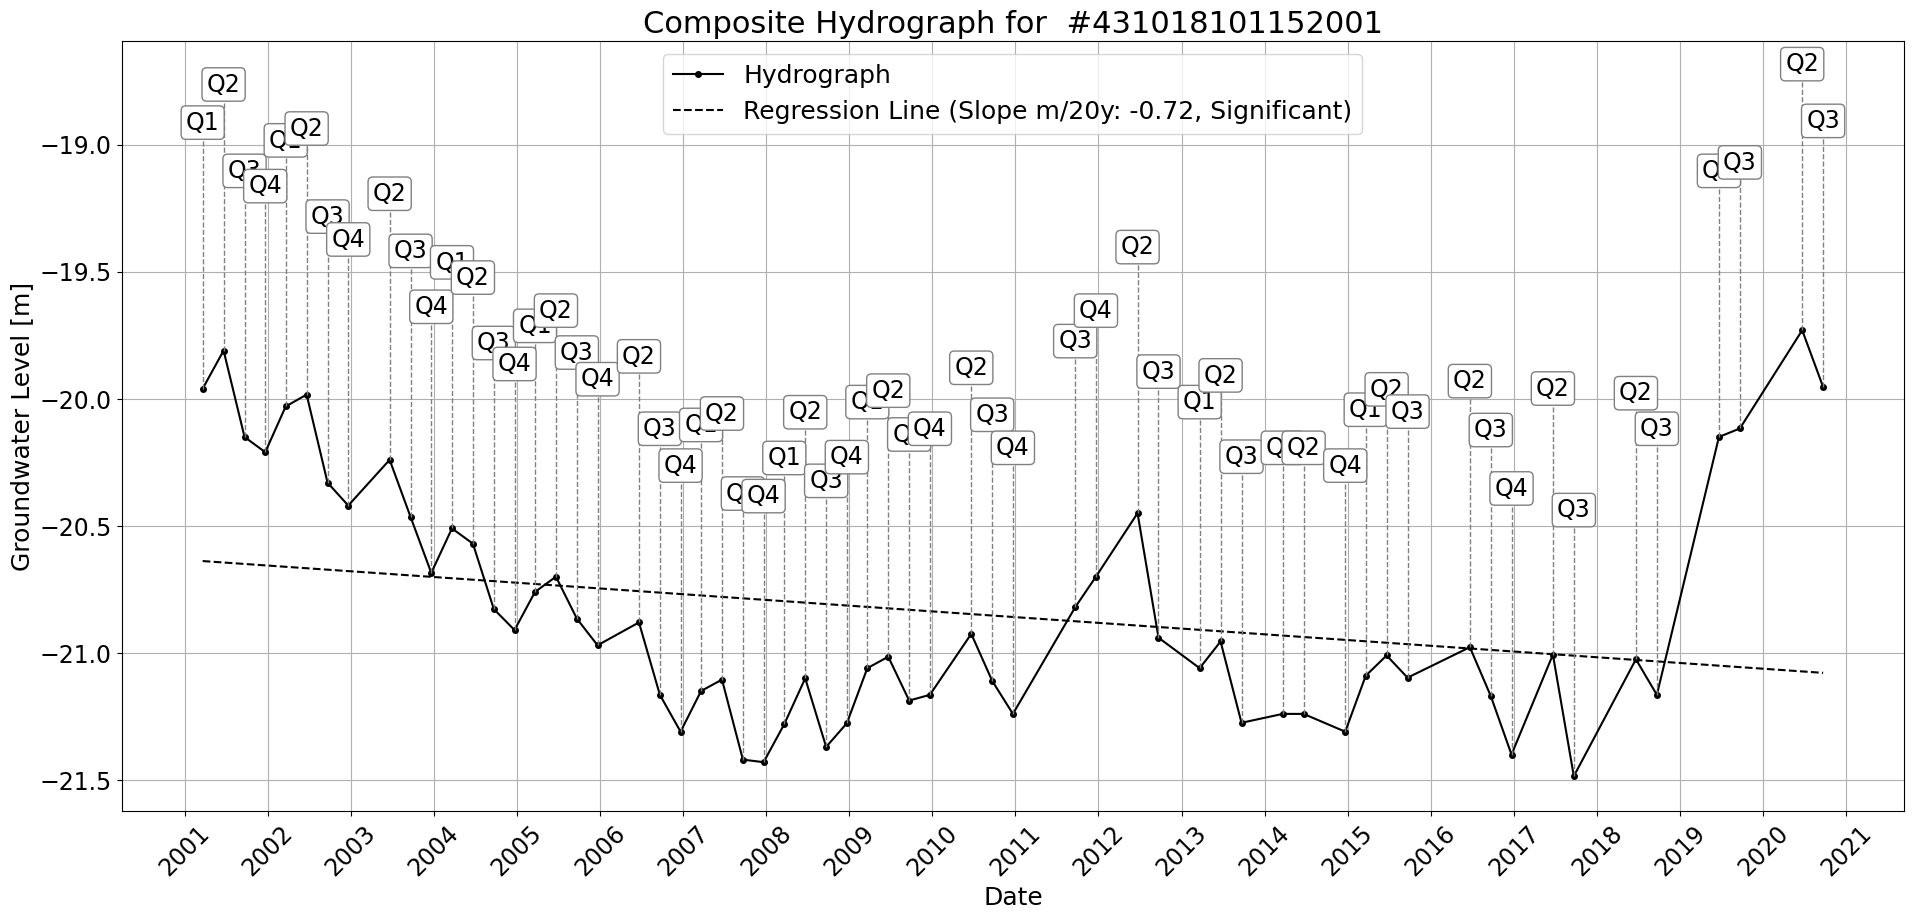 Composite Hydrograph for #431018101152001
Hydrograph
Regression Line (Slope m/20y: -0.72, Significant)
Q1
Q2
Q3
Q4
Q2
Q3
Q4
Q2
Q3
Q4
Q1
Q2
Q3
Q4
Q1
Q2
Q3
Q4
Q2
Q3
Q4
Q2
Q4
Q1
Q2
Q3
Q4
Q2
Q4
Q2
Q3
Q4
Q3
Q4
Q2
Q3
Q1
Q2
Q3
Q2
Q4
Q1
Q2
Q3
Q2
Q3
Q4
Q2
Q3
Q2
Q3
Q3
Q2
Q3
Groundwater Level [m]
−19.0
−19.5
−20.0
−20.5
−21.0
−21.5
2001
2002
2003
2004
2005
2006
2007
2008
2009
2010
2011
2012
2013
2014
2015
2016
2017
2018
2019
2020
2021
Date